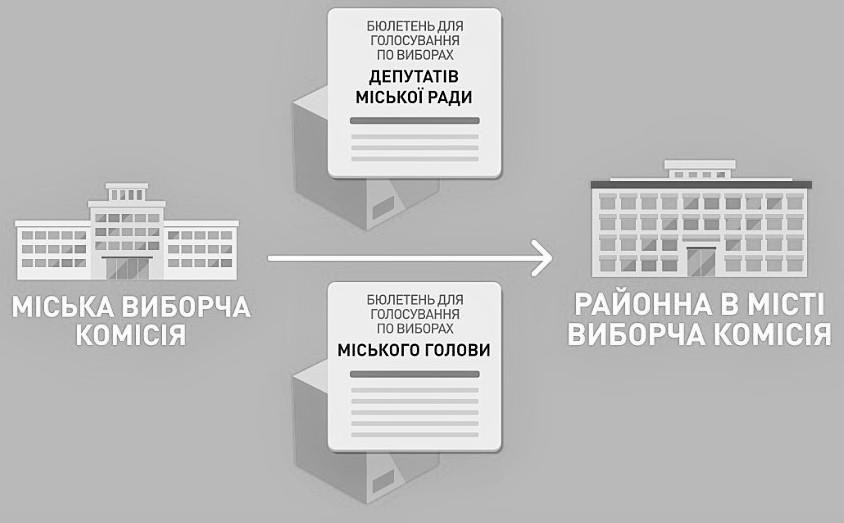 БЮЛЕТЕНЬ ДЛЯ
ГОЛОСУВАННЯ
ПО ВИБОРАХ
ДЕПУТАТІВ
МІСЬКОЇ РАДИ
МІСЬКА ВИБОРЧА
КОМІСІЯ
РАЙОННА В МІСТІ
ВИБОРЧА КОМІСІЯ
БЮЛЕТЕНЬ ДЛЯ
ГОЛОСУВАННЯ
ПО ВИБОРАХ
МІСЬКОГО ГОЛОВИ